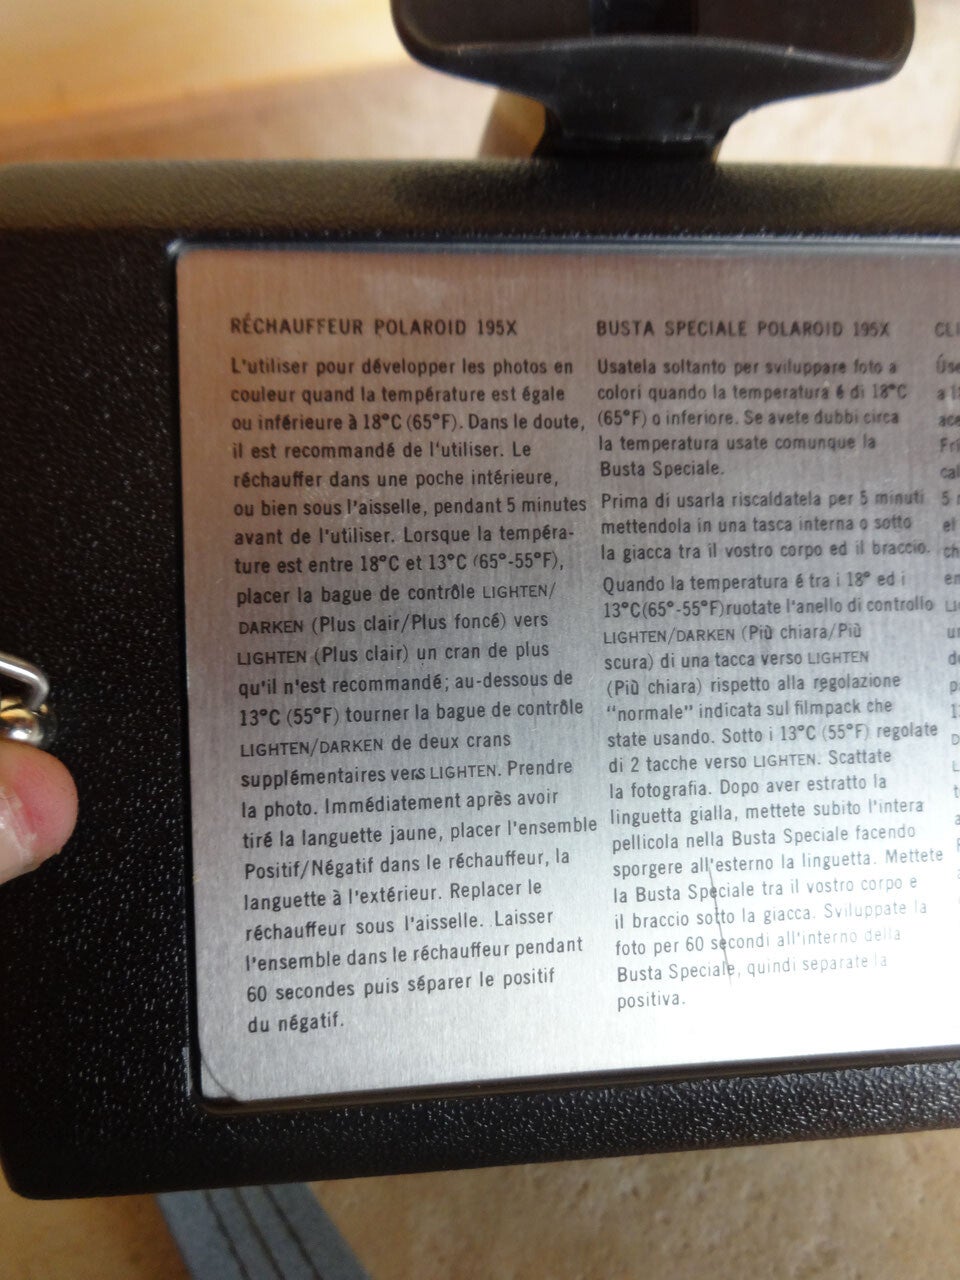 RÉCHAUFFEUR POLAROID 195X
L'utiliser pour développer les photos en
couleur quand la température est égale
ou inférieure à 18°C (65°F). Dans le doute,
il est recommandé de l'utiliser. Le
réchauffer dans une poche intérieure,
ou bien sous l'aisselle, pendant 5 minutes
avant de l'utiliser. Lorsque la tempéra-
ture est entre 18°C et 13°C (65°-55°F),
placer la bague de contrôle LIGHTEN/
DARKEN (Plus clair/Plus foncé) vers
LIGHTEN (Plus clair) un cran de plus
qu'il n'est recommandé; au-dessous de
13°C (55°F) tourner la bague de contrôle
LIGHTEN/DARKEN de deux crans
supplémentaires vers LIGHTEN. Prendre
la photo. Immédiatement après avoir
tiré la languette jaune, placer l'ensemble
Positif/Négatif dans le réchauffeur, la
languette à l'extérieur. Replacer le
réchauffeur sous l'aisselle. Laisser
l'ensemble dans le réchauffeur pendant
60 secondes puis séparer le positif
du négatif.
BUSTA SPECIALE POLAROID 195X
Usatela soltanto per sviluppare foto a
colori quando la temperatura é di 18°C
(65°F) o inferiore. Se avete dubbi circa
la temperatura usate comunque la
Busta Speciale.
Prima di usarla riscaldatela per 5 minuti
mettendola in una tasca interna o sotto
la giacca tra il vostro corpo ed il braccio.
Quando la temperatura é tra i 18° ed i
13°C(65°-55°F)ruotate l'anello di controllo
LIGHTEN/DARKEN (Più chiara/Più
scura) di una tacca verso LIGHTEN
(Più chiara) rispetto alla regolazione
"normale" indicata sul filmpack che
state usando. Sotto i 13°C (55°F) regolate
di 2 tacche verso LIGHTEN. Scattate
la fotografia. Dopo aver estratto la
linguetta gialla, mettete subito l'intera
pellicola nella Busta Speciale facendo
sporgere all'esterno la linguetta. Mettete
la Busta Speciale tra il vostro corpo e
il braccio sotto la giacca. Sviluppate la
foto per 60 secondi all'interno della
Busta Speciale, quindi separate la
positiva.